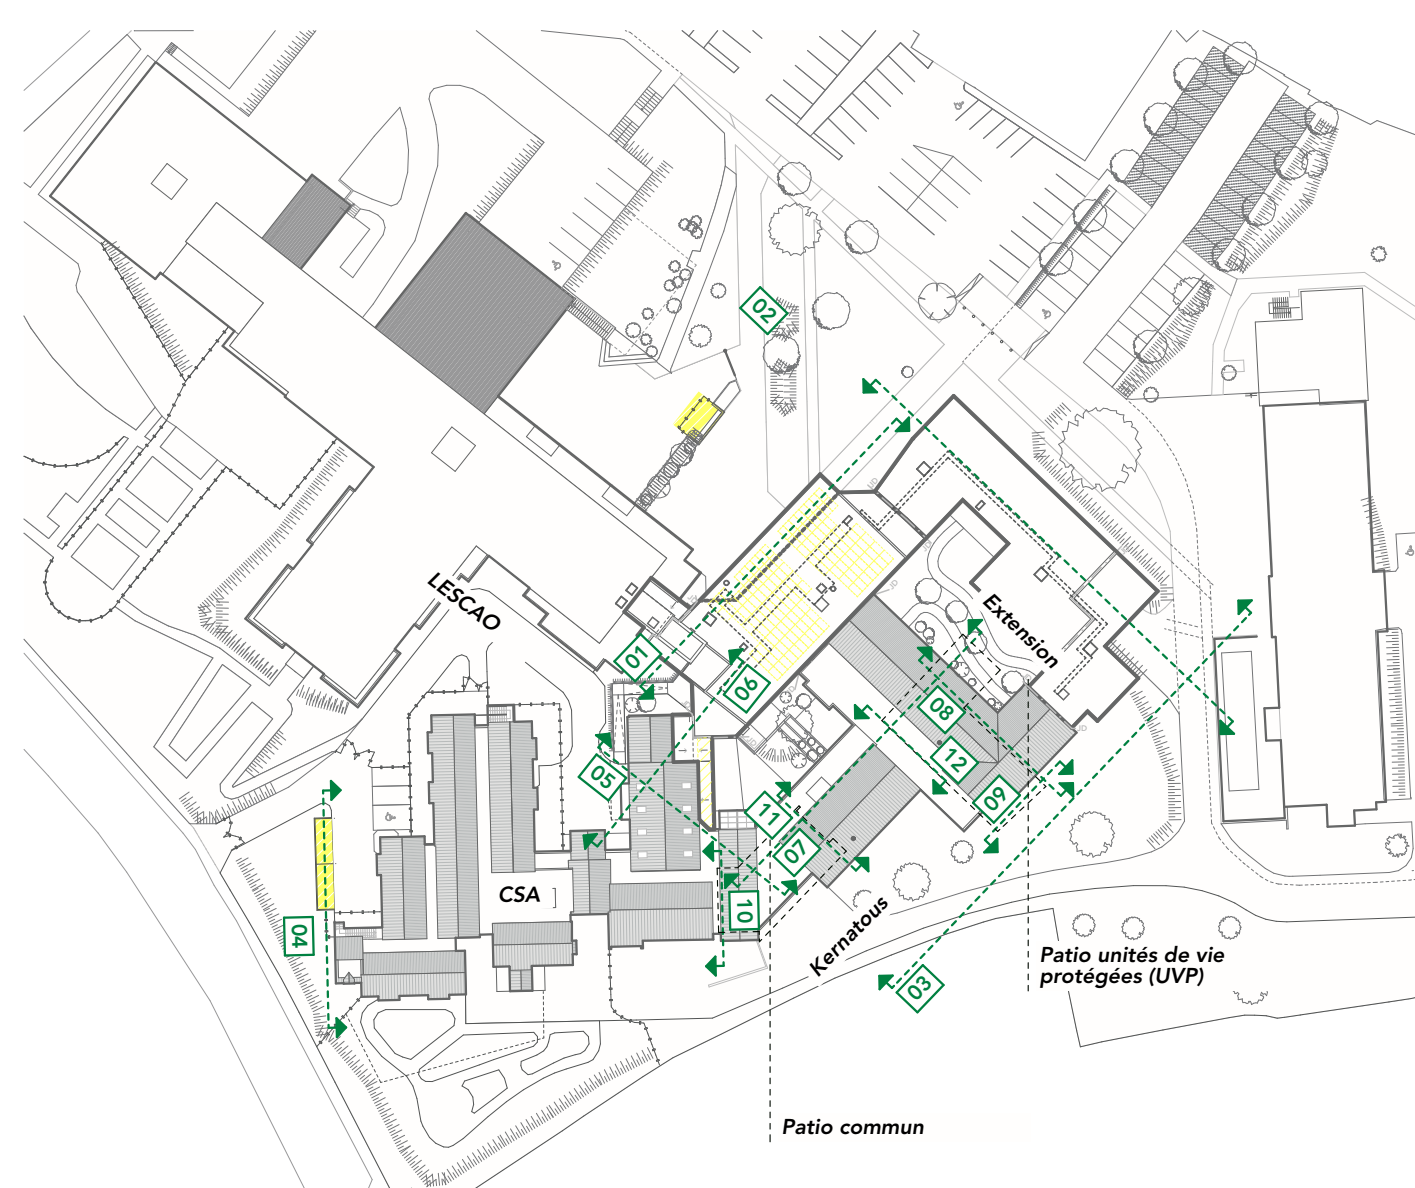 02
LESCAO
Extension
01
06
08
05
12
09
11
07
CSA
10
04
Kernatous
03
Patio unités de vie
protégées (UVP)
Patio commun